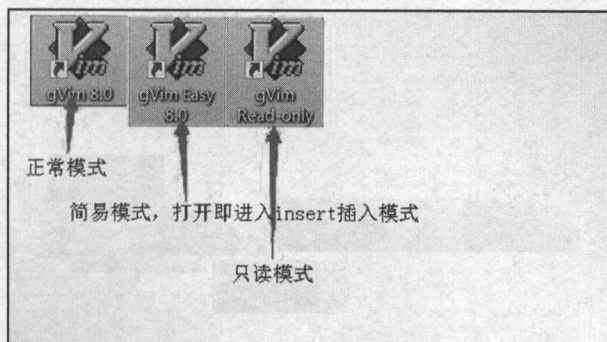 gVim 8.0
gVim Easy
8.0
gVim
Read-only
正常模式
简易模式，打开即进入insert插入模式
只读模式